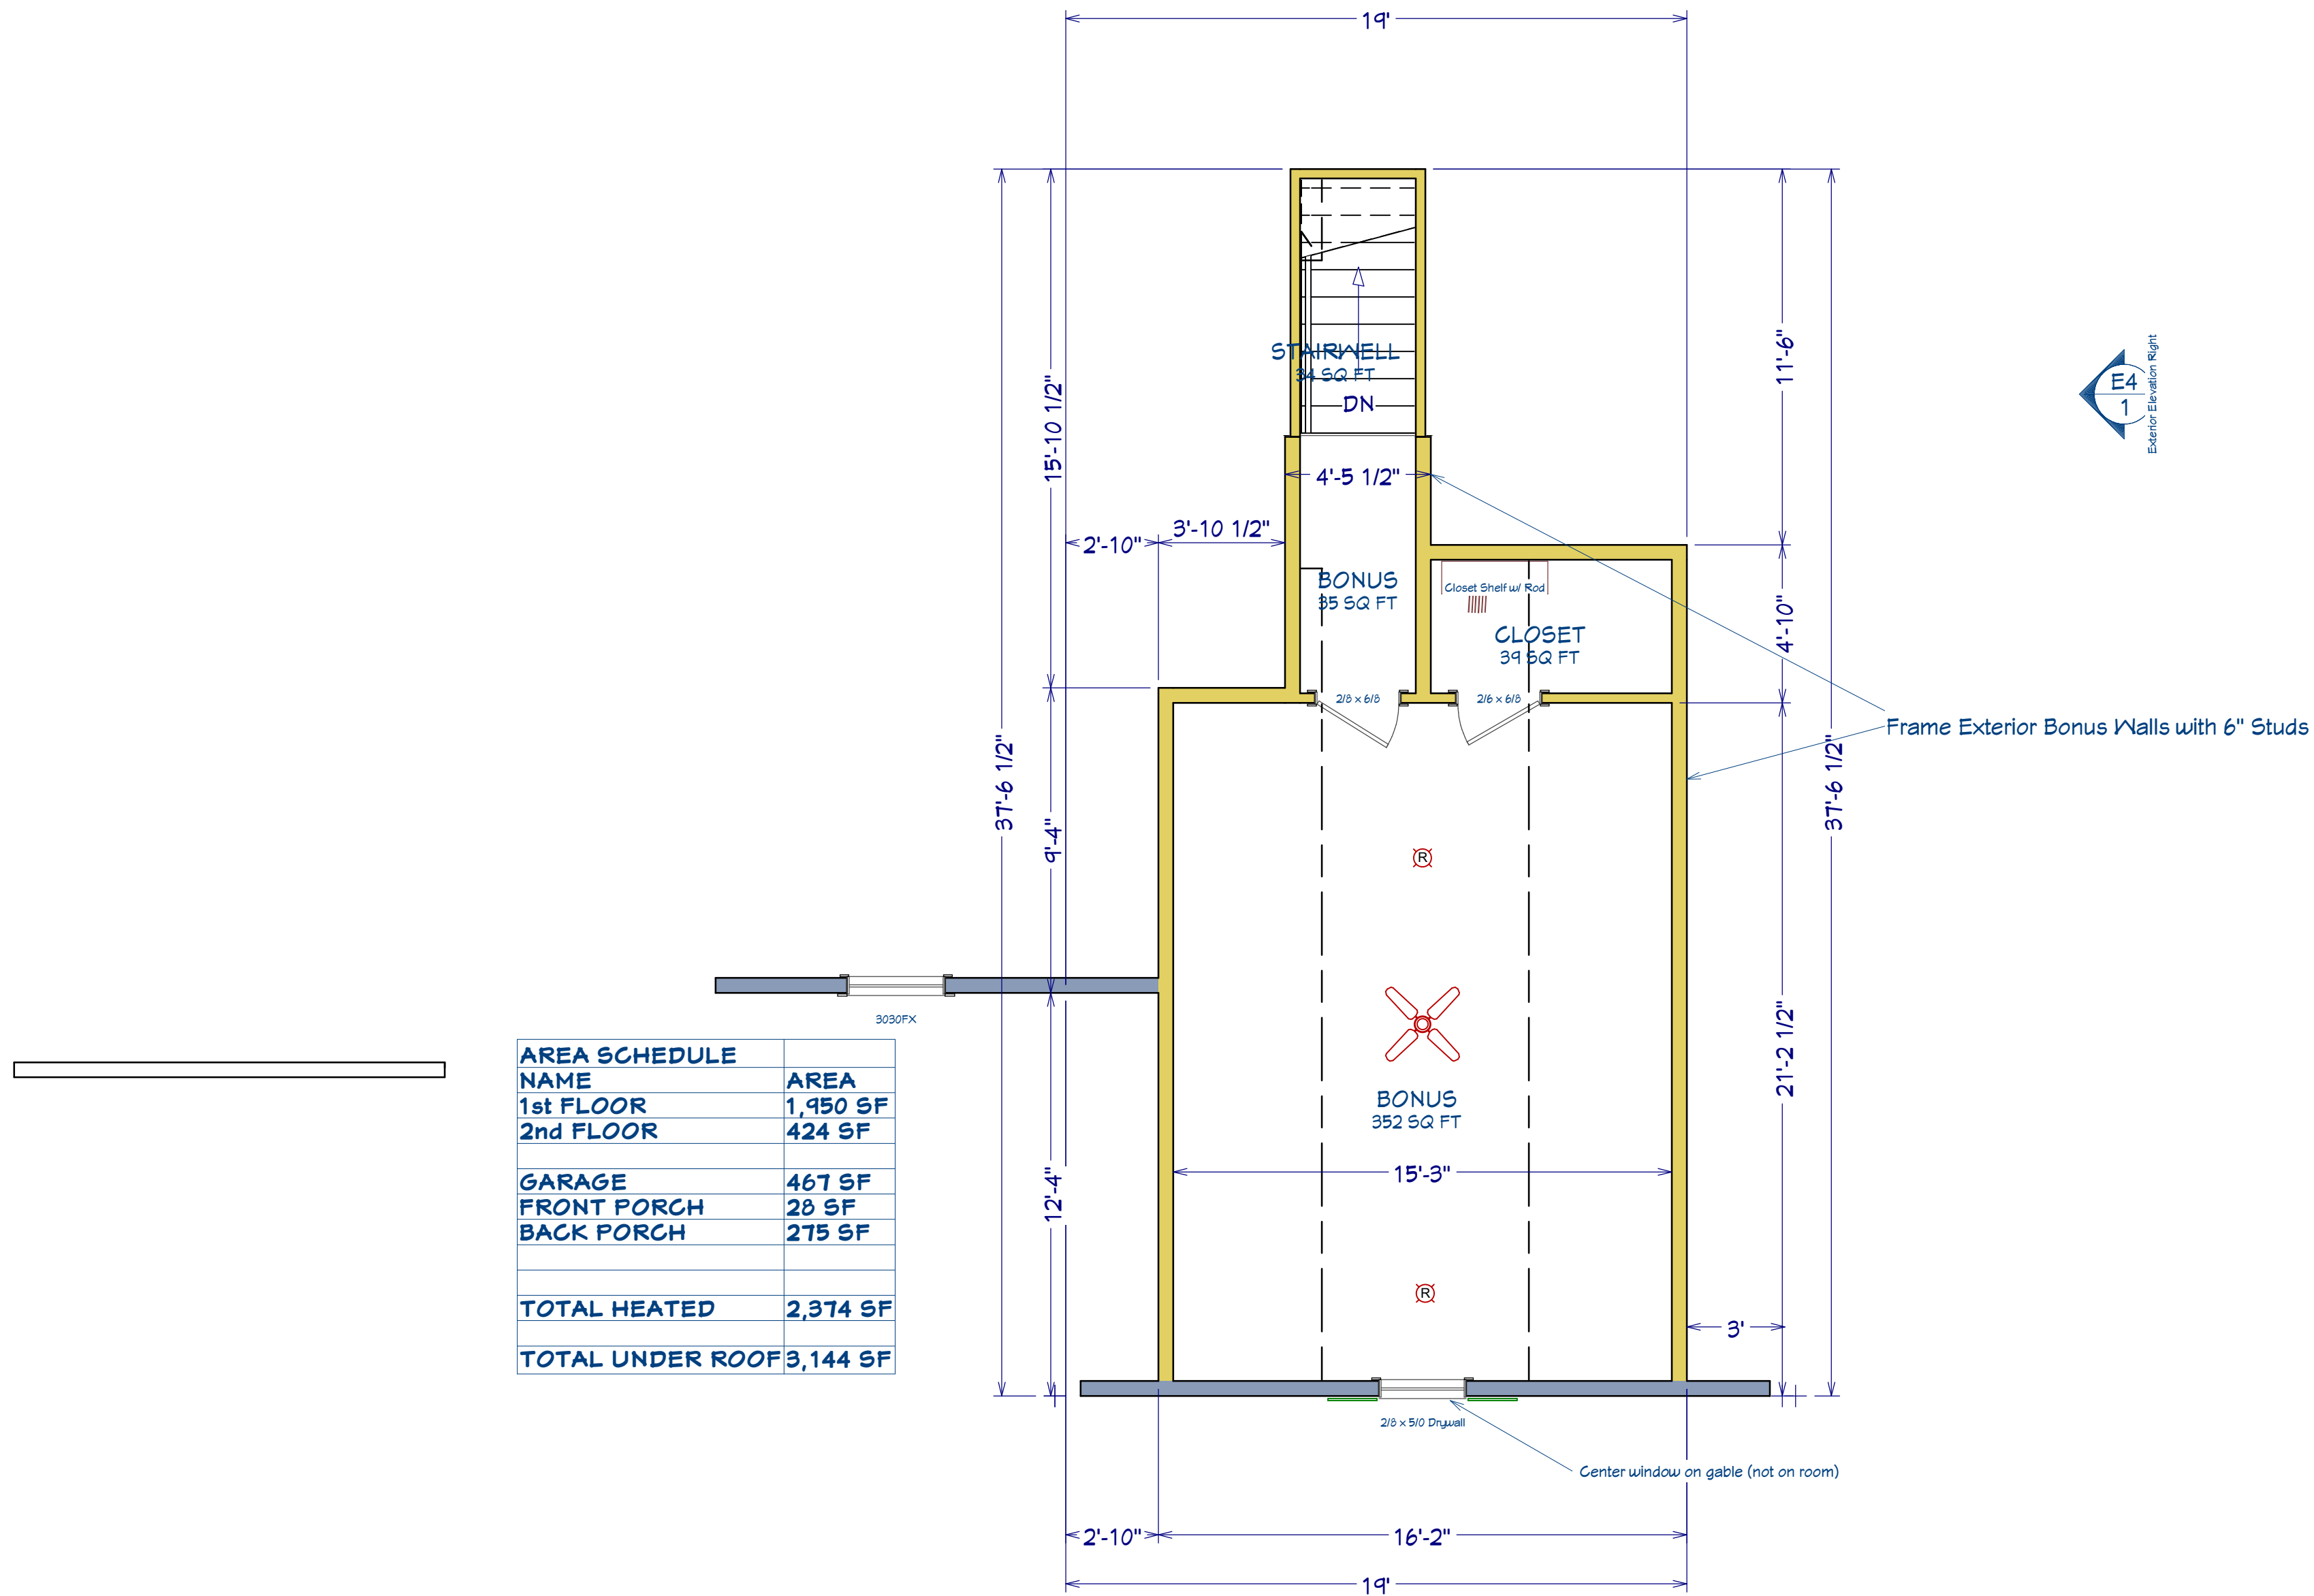 19'
STAIRWELL
34 SQ FT
DN
11'-6"
15'-10 1/2"
4'-5 1/2"
3'-10 1/2"
2'-10"
E4
1
Exterior Elevation Right
BONUS
35 SQ FT
Closet Shelf w/ Rod
CLOSET
39 SQ FT
4'-10"
2/8 x 6/8
2/6 x 6/8
Frame Exterior Bonus Walls with 6" Studs
37'-6 1/2"
37'-6 1/2"
9'-4"
R
3030FX
21'-2 1/2"
BONUS
352 SQ FT
15'-3"
12'-4"
R
3'
AREA SCHEDULE
NAME AREA
1st FLOOR 1,950 SF
2nd FLOOR 424 SF
GARAGE 467 SF
FRONT PORCH 28 SF
BACK PORCH 275 SF
TOTAL HEATED 2,374 SF
TOTAL UNDER ROOF 3,144 SF
2/8 x 5/0 Drywall
Center window on gable (not on room)
2'-10"
16'-2"
19'